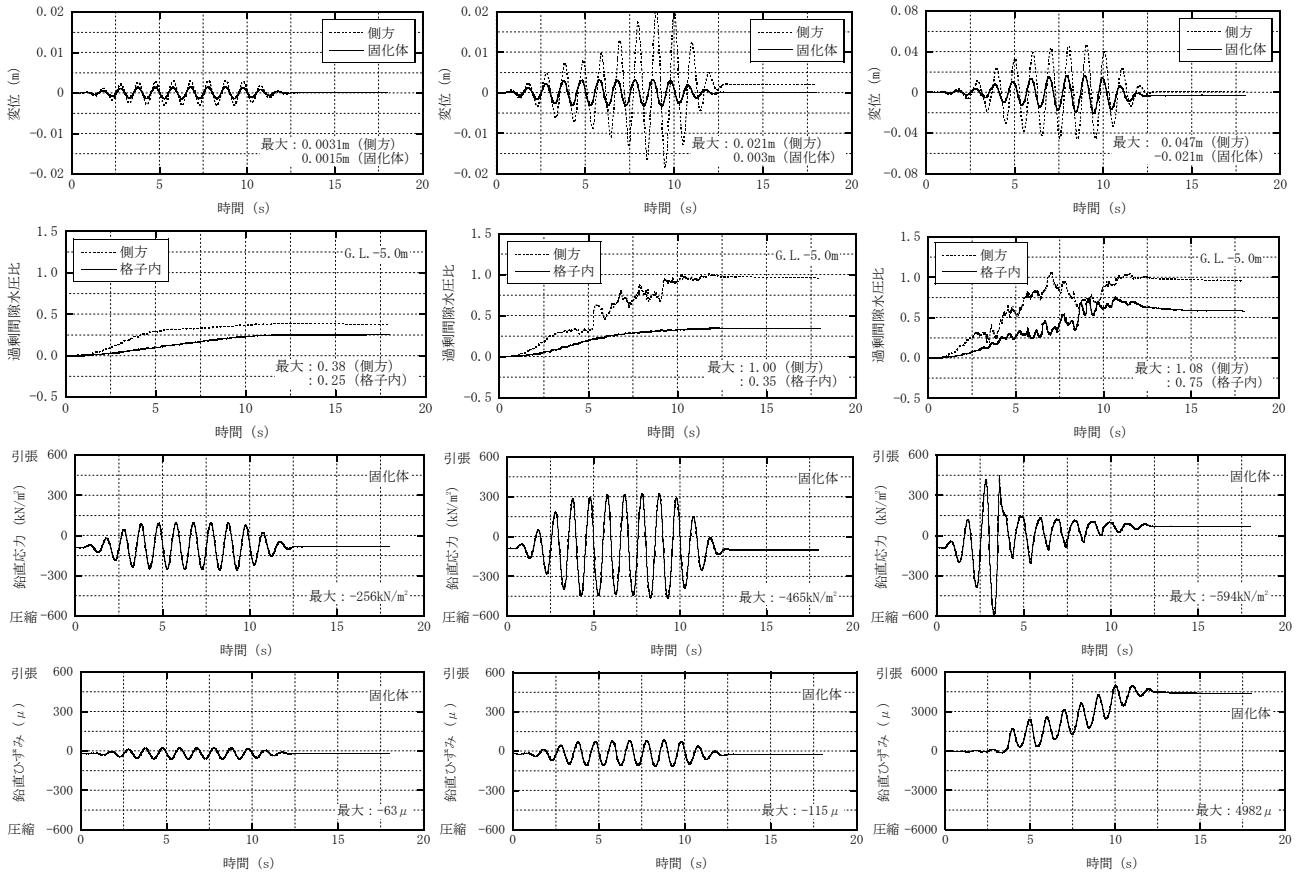 変位 (m)
0.02
0.01
0
-0.01
-0.02
側方
固化体
最大：0.0031m (側方)
0.0015m (固化体)
0 5 10 15 20
時間 (s)
変位 (m)
0.02
0.01
0
-0.01
-0.02
側方
固化体
最大：0.021m (側方)
0.003m (固化体)
0 5 10 15 20
時間 (s)
変位 (m)
0.08
0.04
0
-0.04
-0.08
側方
固化体
最大： 0.047m (側方)
-0.021m (固化体)
0 5 10 15 20
時間 (s)
過剰間隙水圧比
1.5
1.0
0.5
0.0
-0.5
側方
格子内
G.L.-5.0m
最大：0.38 (側方)
：0.25 (格子内)
0 5 10 15 20
時間 (s)
過剰間隙水圧比
1.5
1.0
0.5
0.0
-0.5
側方
格子内
G.L.-5.0m
最大：1.00 (側方)
：0.35 (格子内)
0 5 10 15 20
時間 (s)
過剰間隙水圧比
1.5
1.0
0.5
0.0
-0.5
側方
格子内
G.L.-5.0m
最大：1.08 (側方)
：0.75 (格子内)
0 5 10 15 20
時間 (s)
引張
鉛直応力 (kN/m²)
圧縮
600
300
0
-300
-600
固化体
最大：-256kN/m²
0 5 10 15 20
時間 (s)
引張
鉛直応力 (kN/m²)
圧縮
600
300
0
-300
-600
固化体
最大：-465kN/m²
0 5 10 15 20
時間 (s)
引張
鉛直応力 (kN/m²)
圧縮
600
300
0
-300
-600
固化体
最大：-594kN/m²
0 5 10 15 20
時間 (s)
引張
鉛直ひずみ (μ)
圧縮
600
300
0
-300
-600
固化体
最大：-63μ
0 5 10 15 20
時間 (s)
引張
鉛直ひずみ (μ)
圧縮
600
300
0
-300
-600
固化体
最大：-115μ
0 5 10 15 20
時間 (s)
引張
鉛直ひずみ (μ)
圧縮
6000
3000
0
-3000
-6000
固化体
最大：4982μ
0 5 10 15 20
時間 (s)